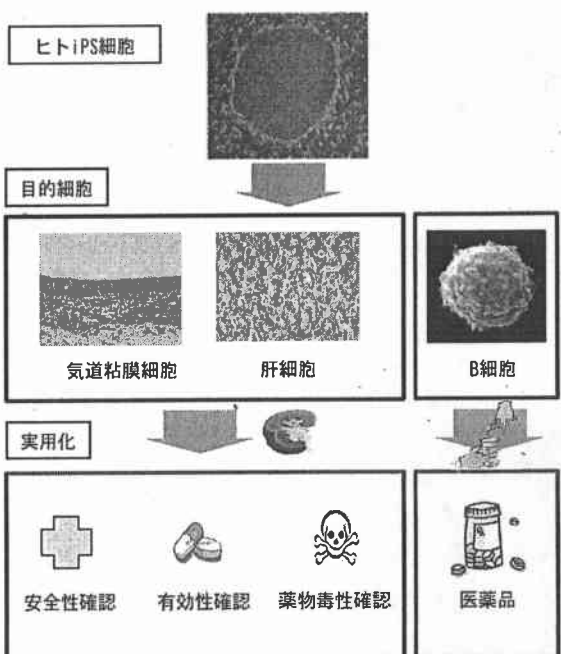 ヒトiPS細胞
目的細胞
気道粘膜細胞
肝細胞
B細胞
実用化
安全性確認
有効性確認
薬物毒性確認
医薬品